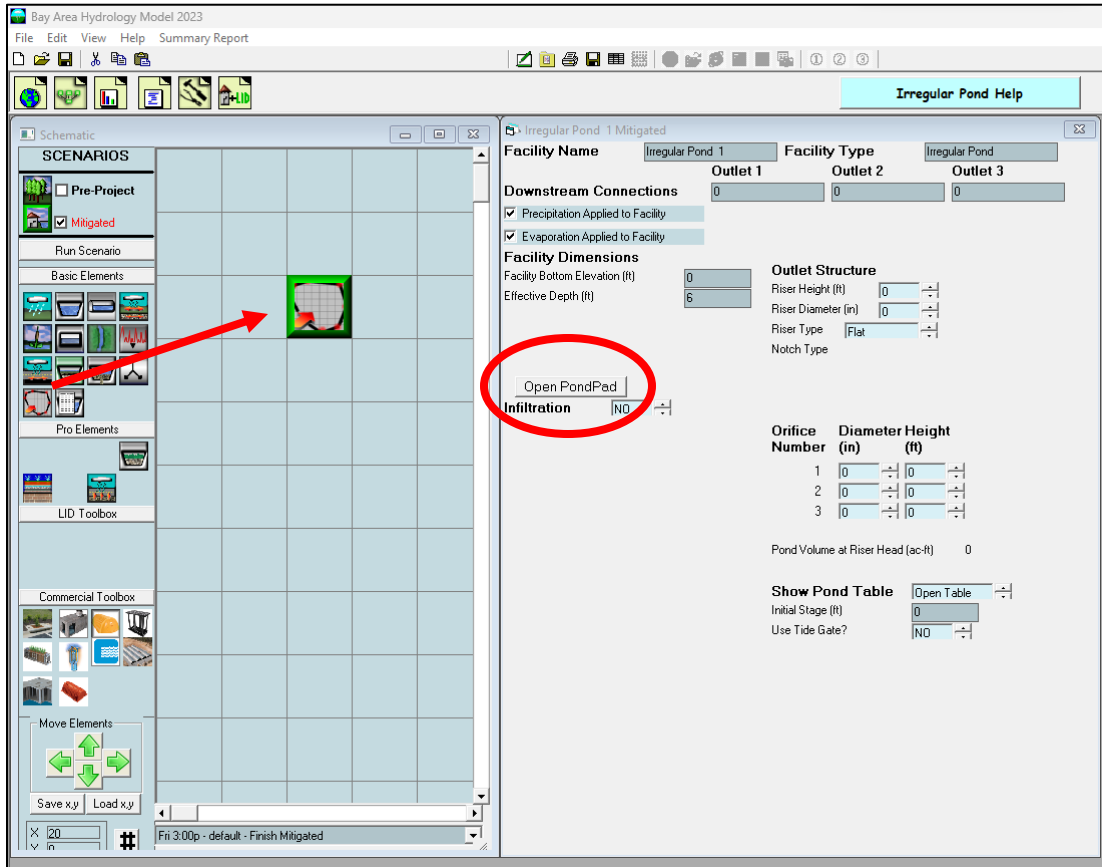 Bay Area Hydrology Model 2023
File Edit View Help Summary Report
Irregular Pond Help
Schematic
SCENARIOS
Pre-Project
Mitigated
Run Scenario
Basic Elements
Pro Elements
LID Toolbox
Commercial Toolbox
Move Elements
Save x,y Load x,y
X 20
Y 0
#
Fri 3:00p - default - Finish Mitigated
Irregular Pond 1 Mitigated
Facility Name Irregular Pond 1 Facility Type Irregular Pond
Outlet 1 Outlet 2 Outlet 3
Downstream Connections 0 0 0
Precipitation Applied to Facility
Evaporation Applied to Facility
Facility Dimensions
Facility Bottom Elevation (ft) 0
Effective Depth (ft) 6
Open PondPad
Infiltration NO
Outlet Structure
Riser Height (ft) 0
Riser Diameter (in) 0
Riser Type Flat
Notch Type
Orifice Diameter Height
Number (in) (ft)
1 0 0
2 0 0
3 0 0
Pond Volume at Riser Head (ac-ft) 0
Show Pond Table Open Table
Initial Stage (ft) 0
Use Tide Gate? NO